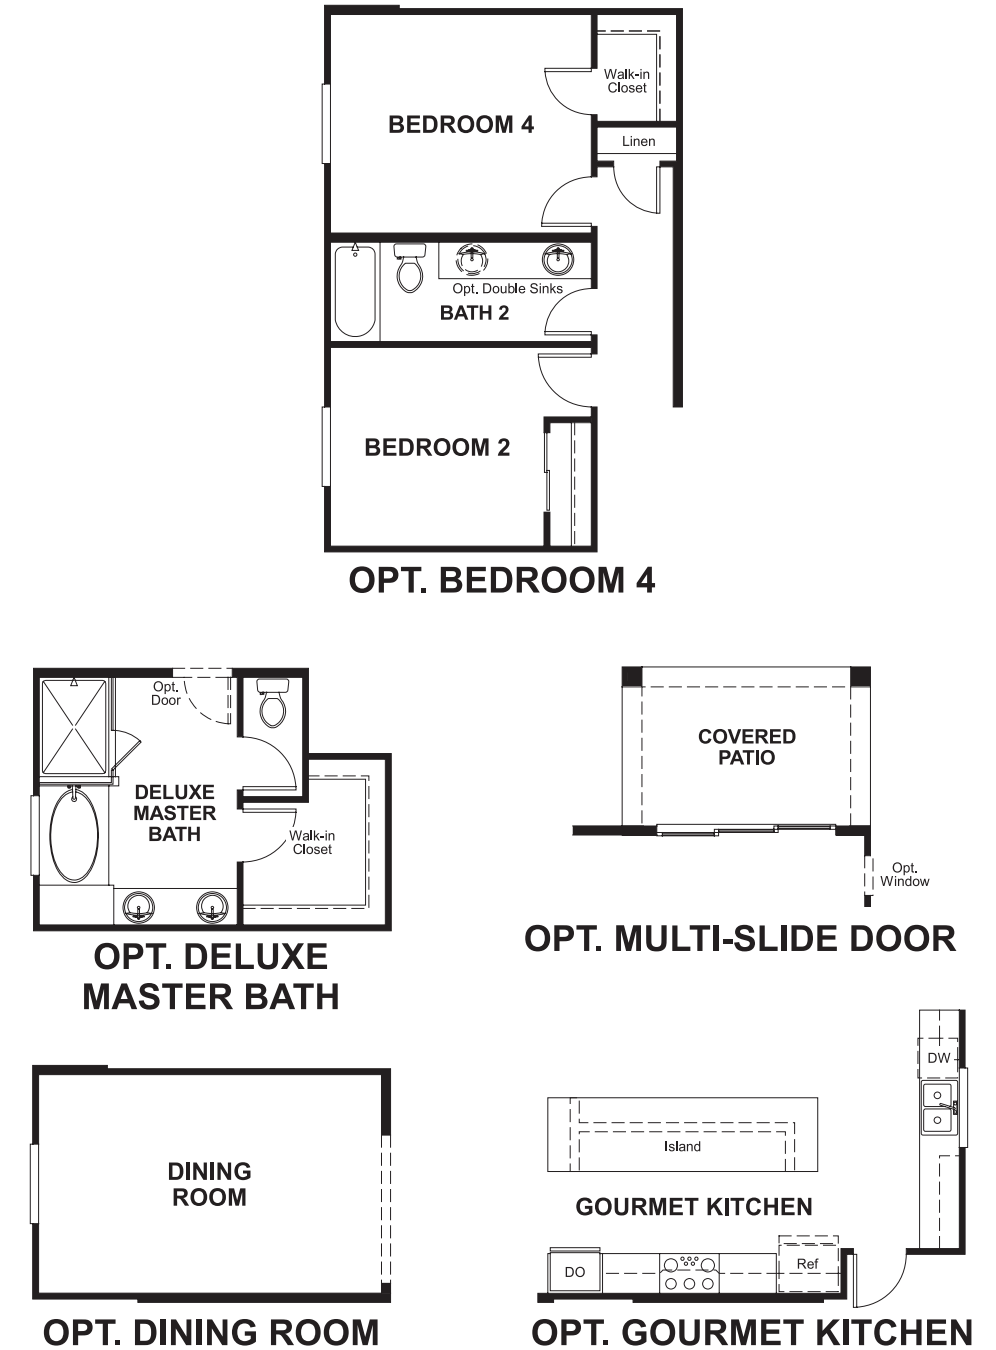 Walk-in
Closet
BEDROOM 4
Linen
Opt. Double Sinks
BATH 2
BEDROOM 2
OPT. BEDROOM 4
Opt.
Door
DELUXE
MASTER
BATH
Walk-in
Closet
OPT. DELUXE
MASTER BATH
COVERED
PATIO
Opt.
Window
OPT. MULTI-SLIDE DOOR
DINING
ROOM
OPT. DINING ROOM
DW
Island
GOURMET KITCHEN
DO
Ref
OPT. GOURMET KITCHEN